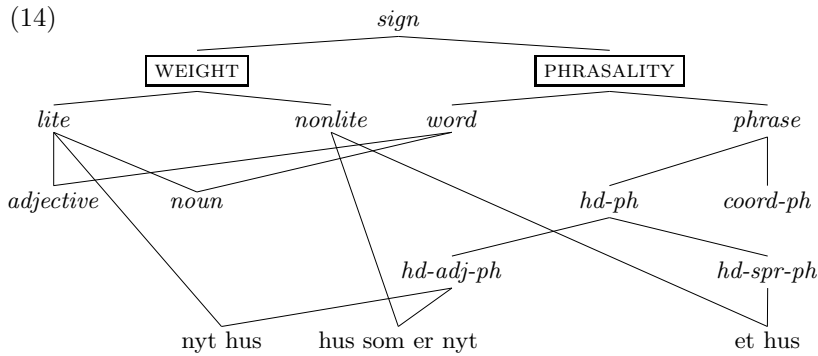 (14)
sign
WEIGHT PHRASALITY
lite nonlite word phrase
adjective noun hd-ph coord-ph
hd-adj-ph hd-spr-ph
nyt hus hus som er nyt et hus